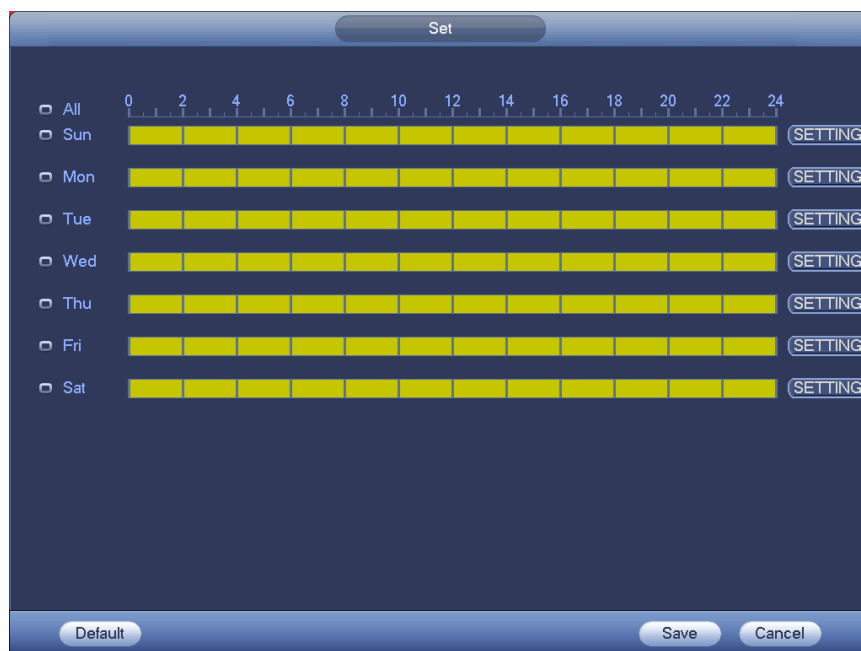 Set
All 0 2 4 6 8 10 12 14 16 18 20 22 24
Sun SETTING
Mon SETTING
Tue SETTING
Wed SETTING
Thu SETTING
Fri SETTING
Sat SETTING
Default Save Cancel